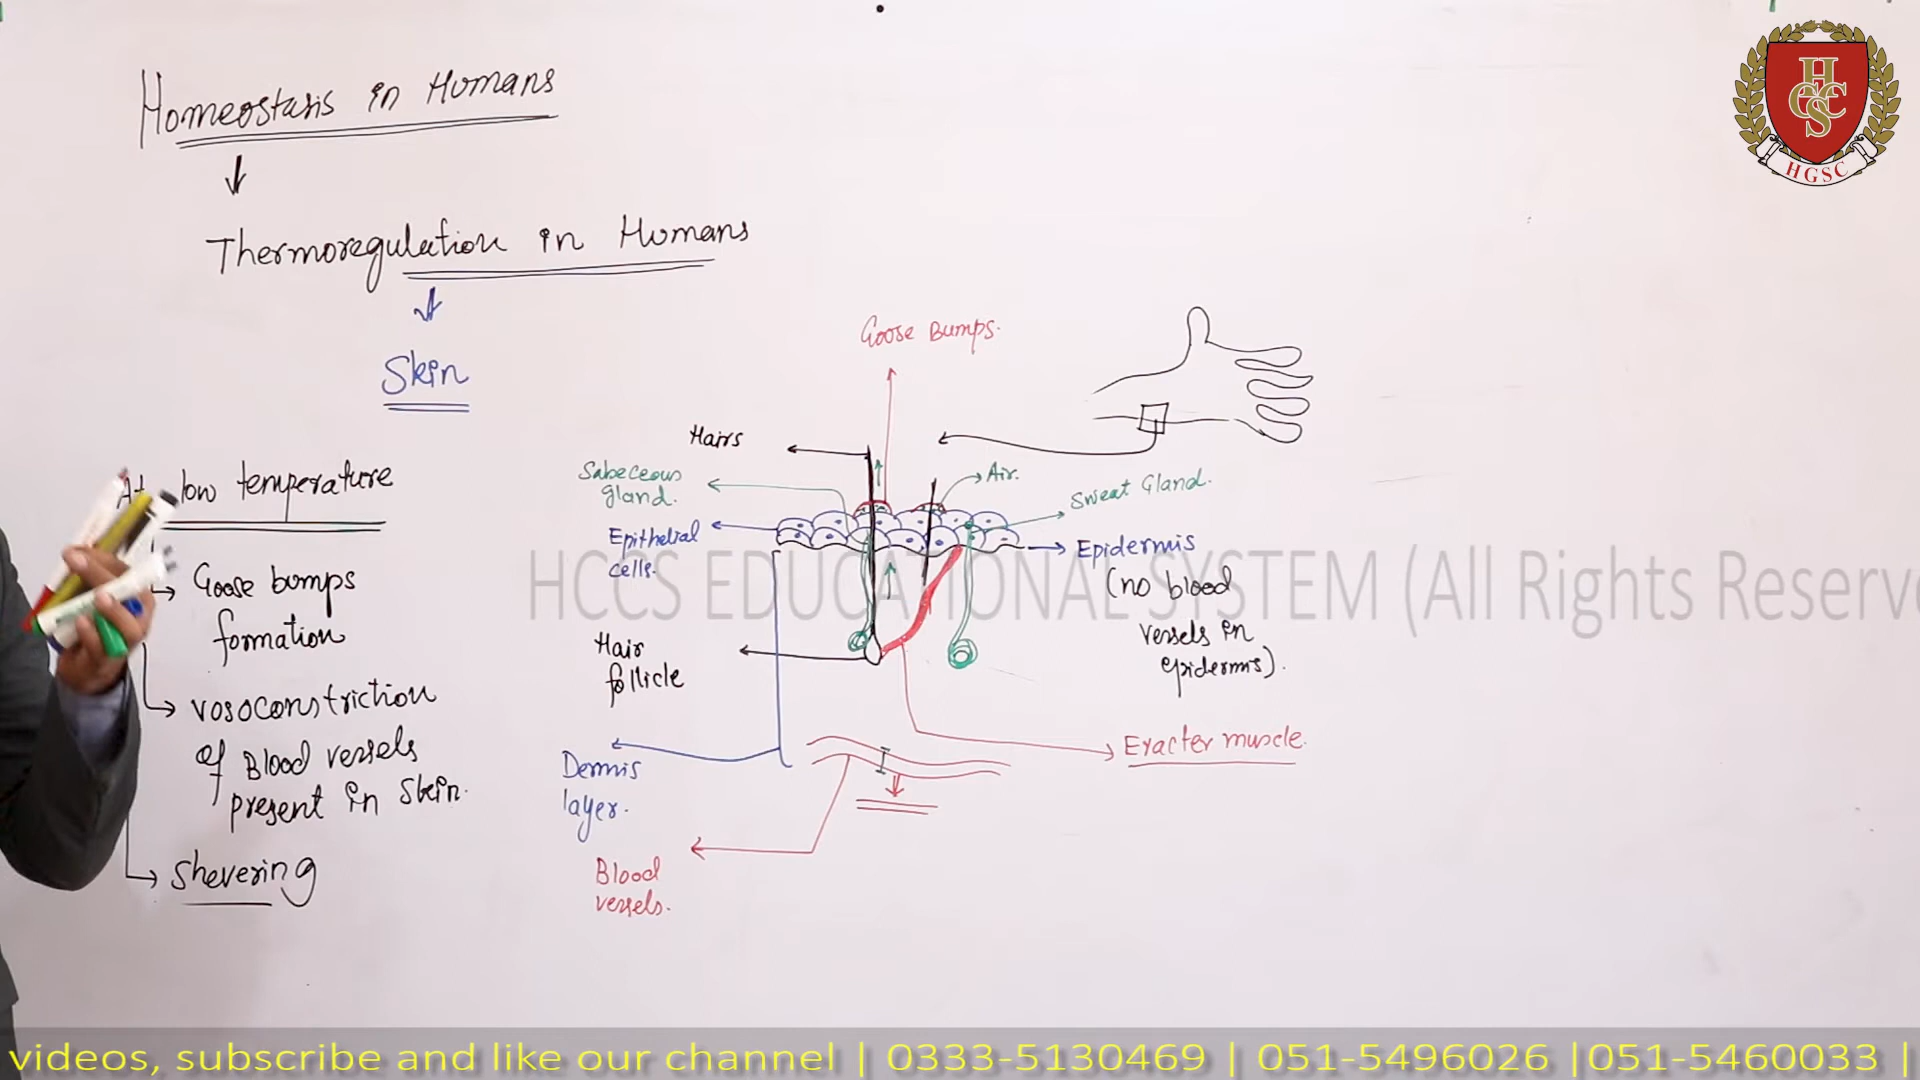 Homeostasis in Humans
Thermoregulation in Humans
Skin
At low temperature
Goose bumps
formation
vosoconstriction
of Blood vessels
present in Skin.
Shevering
Goose Bumps.
Hairs
Sabeceous
gland.
Epithelial
cells.
Hair
follicle
Dermis
layer.
Blood
vessels.
Air.
Sweat Gland.
Epidermis
(no blood
vessels in
epidermis).
Eracter muscle.
HCCS
HGSC
HCCS EDUCATIONAL SYSTEM (All Rights Reserve
videos, subscribe and like our channel | 0333-5130469 | 051-5496026 |051-5460033 |